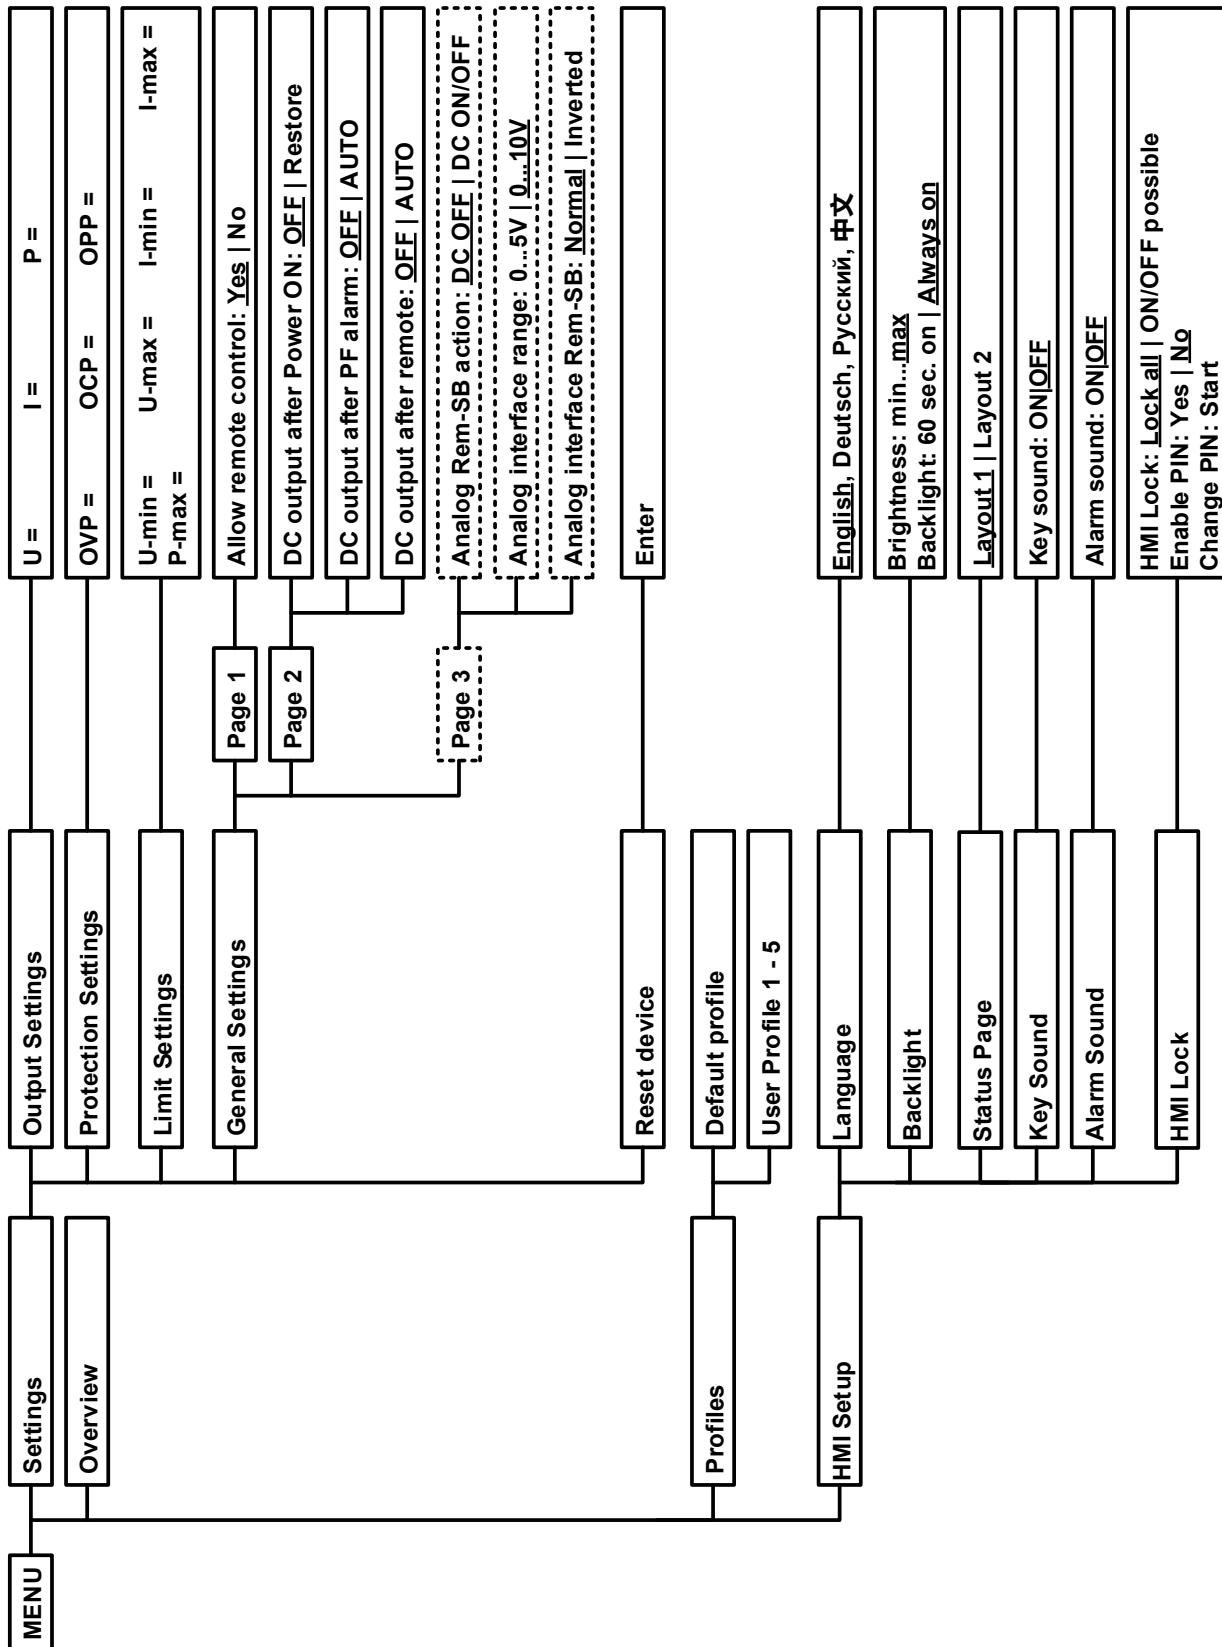 MENU
Settings
Output Settings
U = I = P =
Overview
Protection Settings
OVP = OCP = OPP =
Limit Settings
U-min = U-max = I-min = I-max =
P-max =
General Settings
Page 1
Allow remote control: Yes | No
Page 2
DC output after Power ON: OFF | Restore
DC output after PF alarm: OFF | AUTO
DC output after remote: OFF | AUTO
Page 3
Analog Rem-SB action: DC OFF | DC ON/OFF
Analog interface range: 0...5V | 0...10V
Analog interface Rem-SB: Normal | Inverted
Reset device
Enter
Profiles
Default profile
User Profile 1 - 5
HMI Setup
Language
English, Deutsch, Русский, 中文
Backlight
Brightness: min...max
Backlight: 60 sec. on | Always on
Status Page
Layout 1 | Layout 2
Key Sound
Key sound: ON|OFF
Alarm Sound
Alarm sound: ON|OFF
HMI Lock
HMI Lock: Lock all | ON/OFF possible
Enable PIN: Yes | No
Change PIN: Start